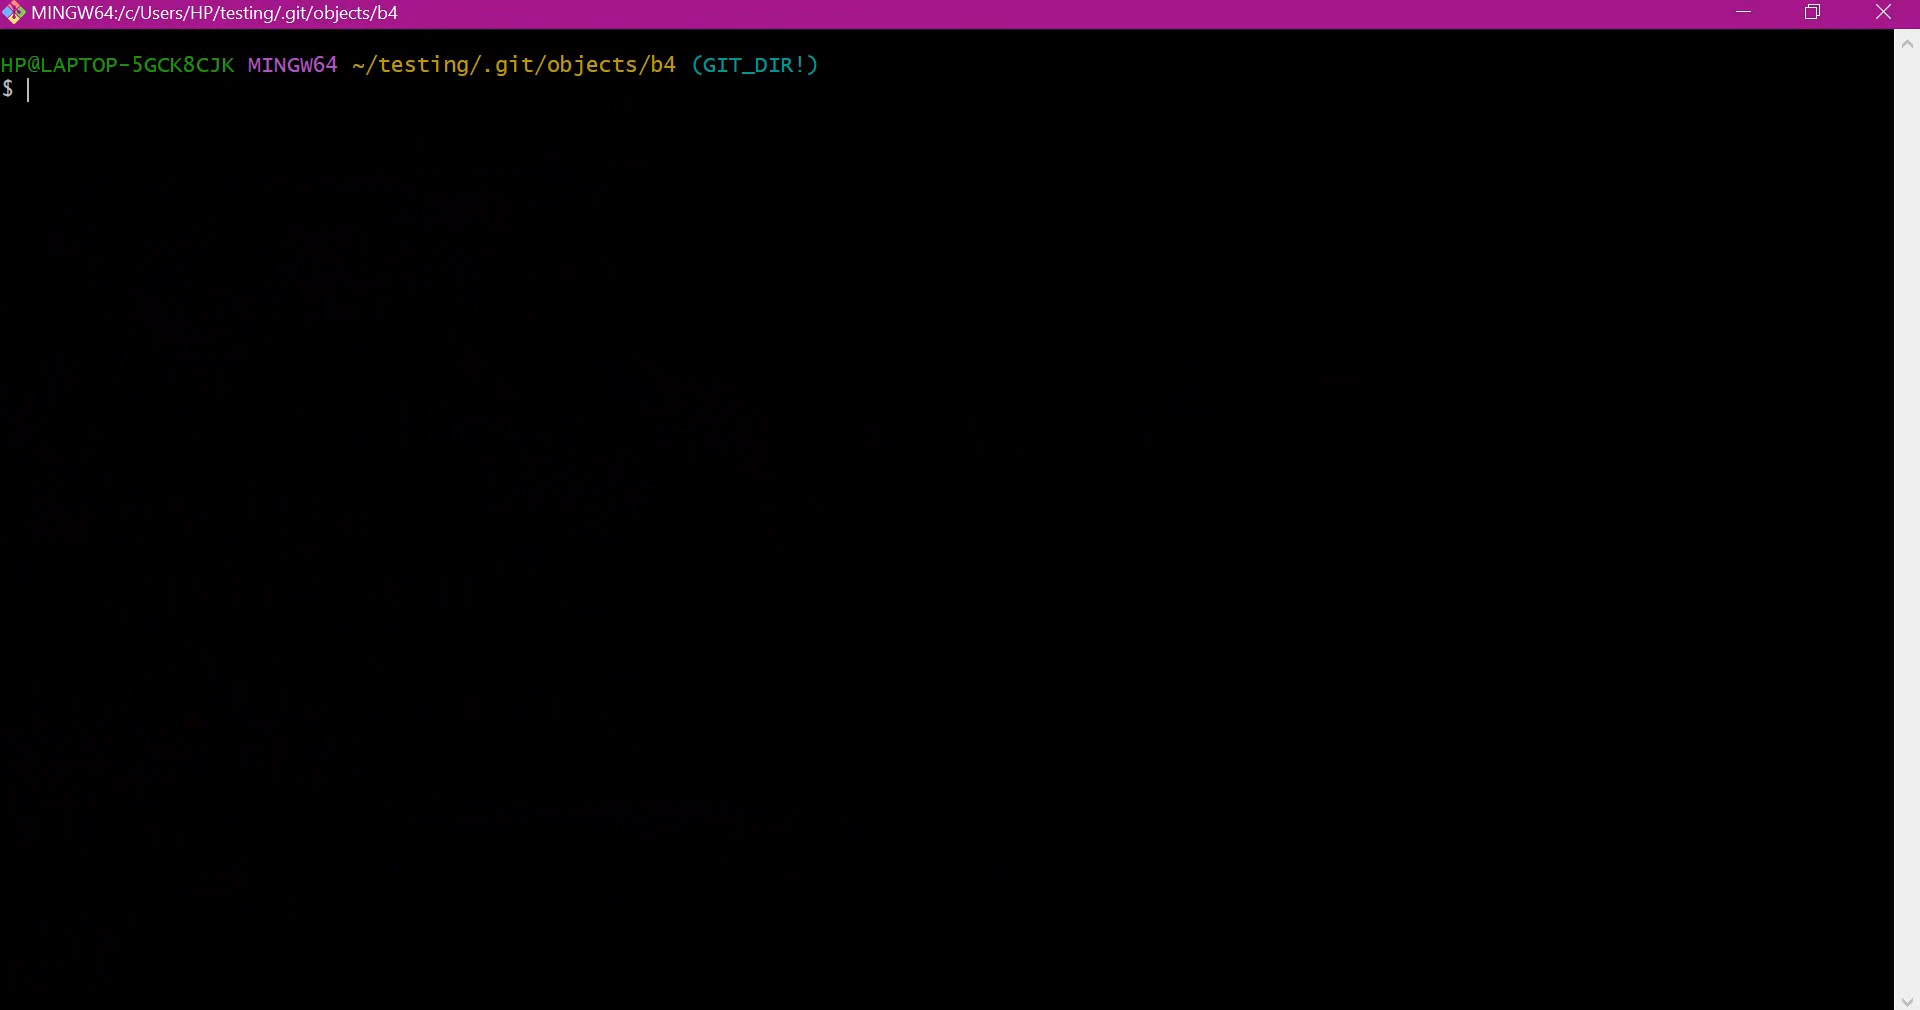 MINGW64:/c/Users/HP/testing/.git/objects/b4
HP@LAPTOP-5GCK8CJK MINGW64 ~/testing/.git/objects/b4 (GIT_DIR!)
$